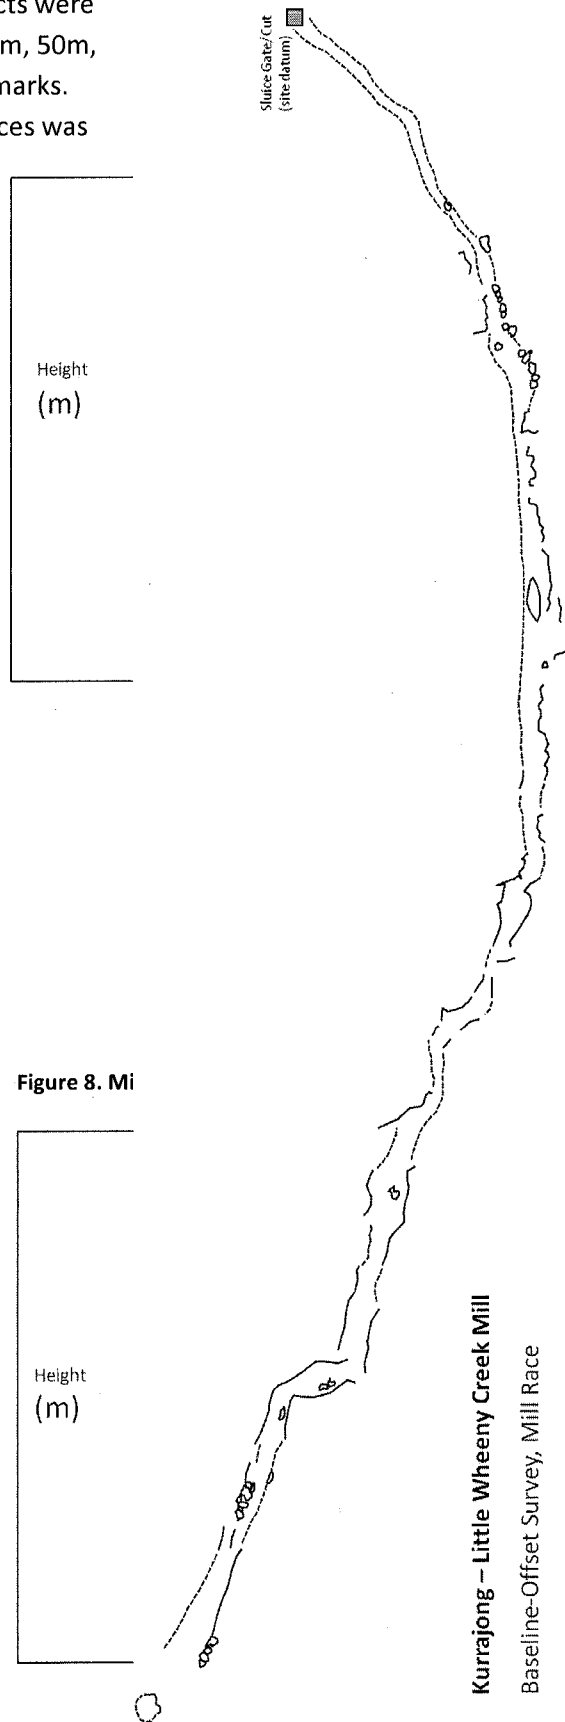 cts were
m, 50m,
marks.
ces was
Sluice Gate/Cut
(site datum)
Height
(m)
Figure 8. Mi
Height
(m)
Kurrajong – Little Wheeny Creek Mill
Baseline-Offset Survey, Mill Race